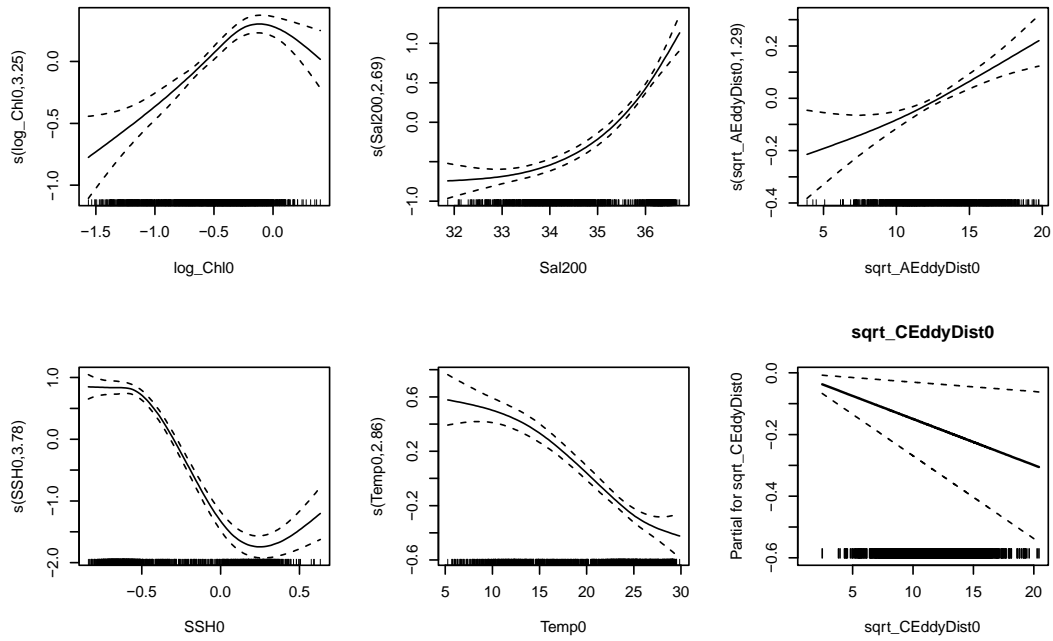 s(log_Chl0,3.25)
0.0
−0.5
−1.0
−1.5 −1.0 −0.5 0.0
log_Chl0
s(Sal200,2.69)
1.0
0.5
0.0
−1.0
32 33 34 35 36
Sal200
s(sqrt_AEddyDist0,1.29)
0.2
0.0
−0.2
−0.4
5 10 15 20
sqrt_AEddyDist0
s(SSH0,3.78)
1.0
0.0
−1.0
−2.0
−0.5 0.0 0.5
SSH0
s(Temp0,2.86)
0.6
0.2
−0.2
−0.6
5 10 15 20 25 30
Temp0
sqrt_CEddyDist0
Partial for sqrt_CEddyDist0
0.0
−0.2
−0.4
−0.6
5 10 15 20
sqrt_CEddyDist0